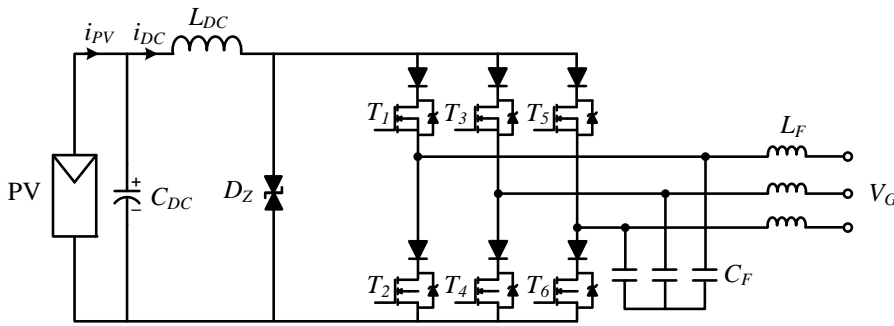 L_DC
i_PV
i_DC
T_1
T_3
T_5
L_F
PV
+
−
C_DC
D_Z
V_G
T_2
T_4
T_6
C_F